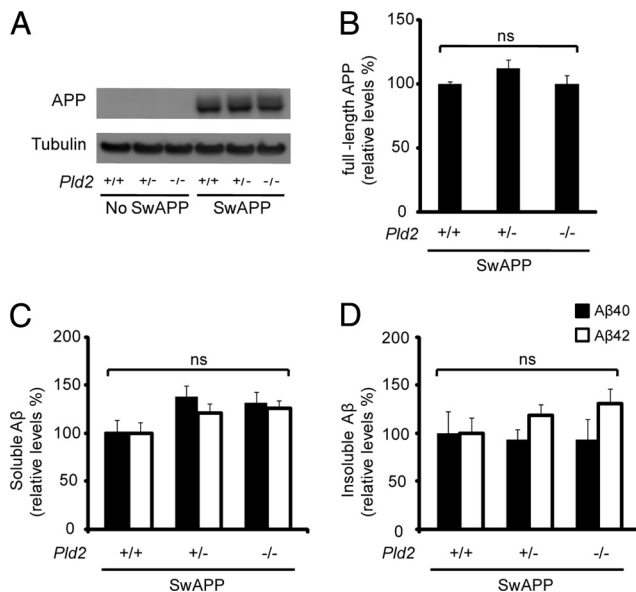 A
APP
Tubulin
Pld2 +/+ +/- -/- +/+ +/- -/-
No SwAPP SwAPP
B
ns
full -length APP
(relative levels %)
150
100
50
0
Pld2 +/+ +/- -/-
SwAPP
C
ns
Soluble Aβ
(relative levels %)
200
150
100
50
0
Pld2 +/+ +/- -/-
SwAPP
D
Aβ40
Aβ42
ns
Insoluble Aβ
(relative levels %)
200
150
100
50
0
Pld2 +/+ +/- -/-
SwAPP